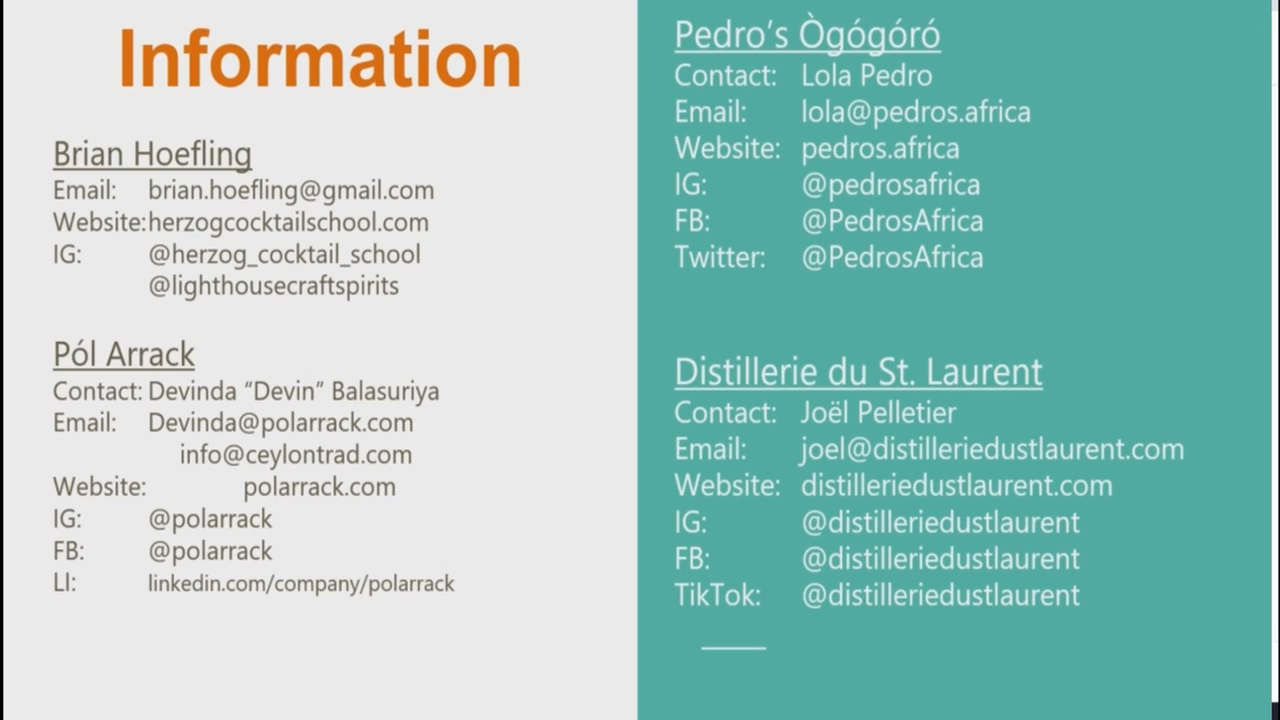 Information
Brian Hoefling
Email: brian.hoefling@gmail.com
Website: herzogcocktailschool.com
IG: @herzog_cocktail_school
@lighthousecraftspirits
Pól Arrack
Contact: Devinda “Devin” Balasuriya
Email: Devinda@polarrack.com
info@ceylontrad.com
Website: polarrack.com
IG: @polarrack
FB: @polarrack
LI: linkedin.com/company/polarrack
Pedro’s Ògógóró
Contact: Lola Pedro
Email: lola@pedros.africa
Website: pedros.africa
IG: @pedrosafrica
FB: @PedrosAfrica
Twitter: @PedrosAfrica
Distillerie du St. Laurent
Contact: Joël Pelletier
Email: joel@distilleriedustlaurent.com
Website: distilleriedustlaurent.com
IG: @distilleriedustlaurent
FB: @distilleriedustlaurent
TikTok: @distilleriedustlaurent